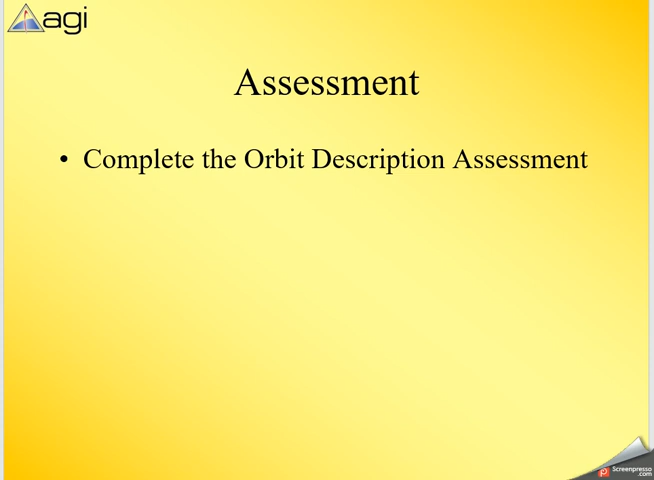 agi
Assessment
• Complete the Orbit Description Assessment
Screenpresso
.com